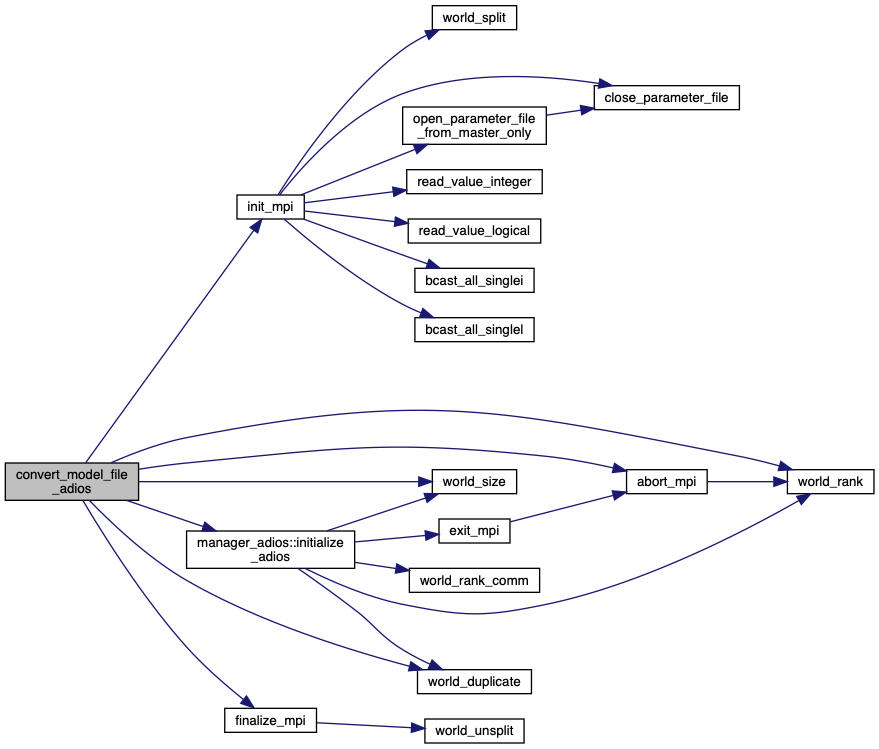 world_split
close_parameter_file
open_parameter_file
_from_master_only
read_value_integer
init_mpi
read_value_logical
bcast_all_singlei
bcast_all_singlel
convert_model_file
_adios
world_size
abort_mpi
world_rank
manager_adios::initialize
_adios
exit_mpi
world_rank_comm
world_duplicate
finalize_mpi
world_unsplit